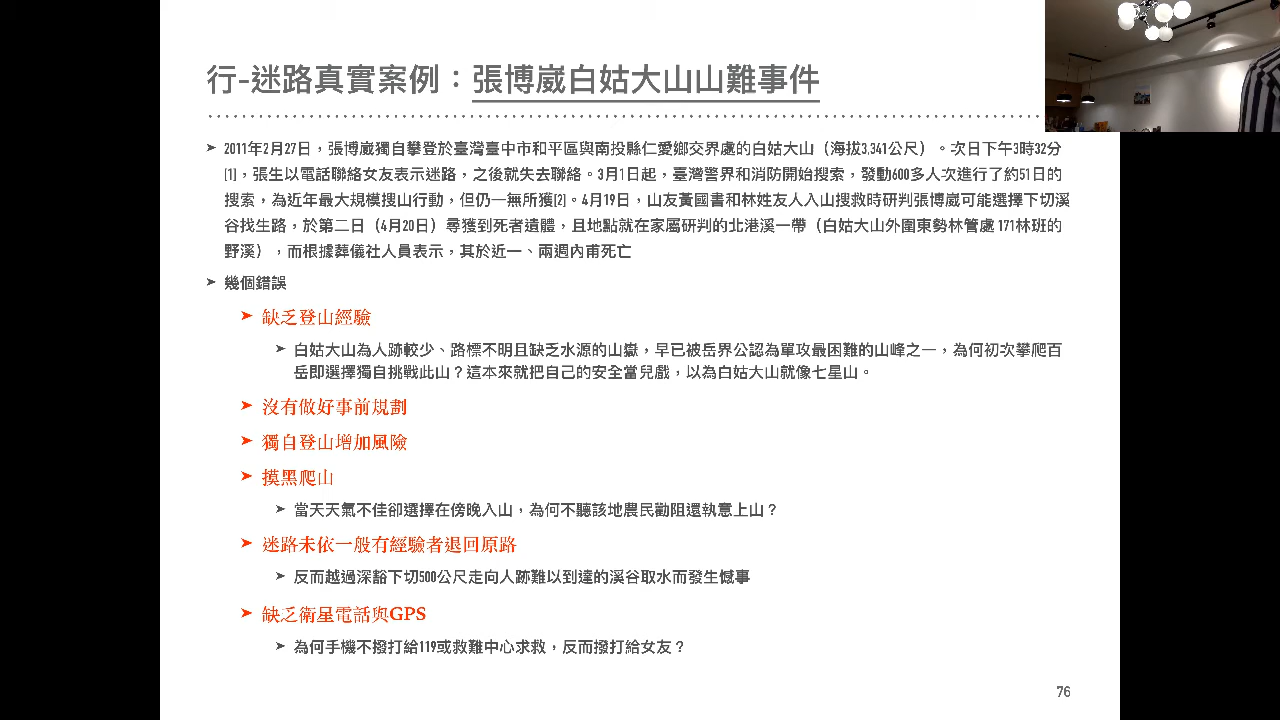 行-迷路真實案例：張博崴白姑大山山難事件
➤ 2011年2月27日，張博崴獨自攀登於臺灣臺中市和平區與南投縣仁愛鄉交界處的白姑大山（海拔3,341公尺）。次日下午3時32分
[1]，張生以電話聯絡女友表示迷路，之後就失去聯絡。3月1日起，臺灣警界和消防開始搜索，發動600多人次進行了約51日的
搜索，為近年最大規模搜山行動，但仍一無所獲[2]。4月19日，山友黃國書和林姓友人入山搜救時研判張博崴可能選擇下切溪
谷找生路，於第二日（4月20日）尋獲到死者遺體，且地點就在家屬研判的北港溪一帶（白姑大山外圍東勢林管處 171林班的
野溪），而根據葬儀社人員表示，其於近一、兩週內甫死亡
➤ 幾個錯誤
➤ 缺乏登山經驗
➤ 白姑大山為人跡較少、路標不明且缺乏水源的山嶽，早已被岳界公認為單攻最困難的山峰之一，為何初次攀爬百
岳即選擇獨自挑戰此山？這本來就把自己的安全當兒戲，以為白姑大山就像七星山。
➤ 沒有做好事前規劃
➤ 獨自登山增加風險
➤ 摸黑爬山
➤ 當天天氣不佳卻選擇在傍晚入山，為何不聽該地農民勸阻還執意上山？
➤ 迷路未依一般有經驗者退回原路
➤ 反而越過深豁下切500公尺走向人跡難以到達的溪谷取水而發生憾事
➤ 缺乏衛星電話與GPS
➤ 為何手機不撥打給119或救難中心求救，反而撥打給女友？
76